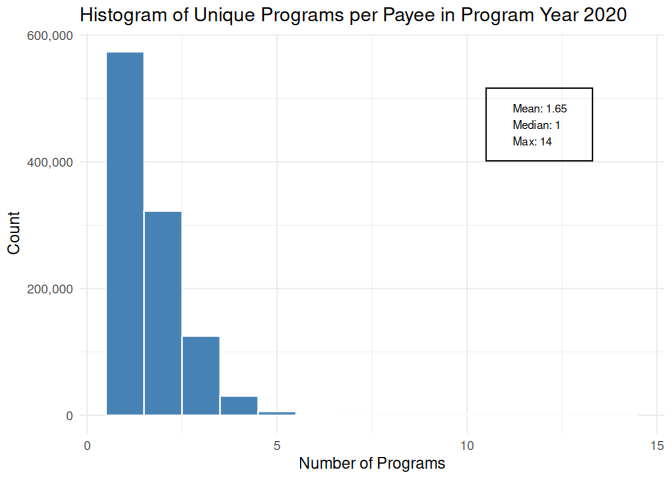 Histogram of Unique Programs per Payee in Program Year 2020
600,000
400,000
200,000
0
Count
Mean: 1.65
Median: 1
Max: 14
0
5
10
15
Number of Programs